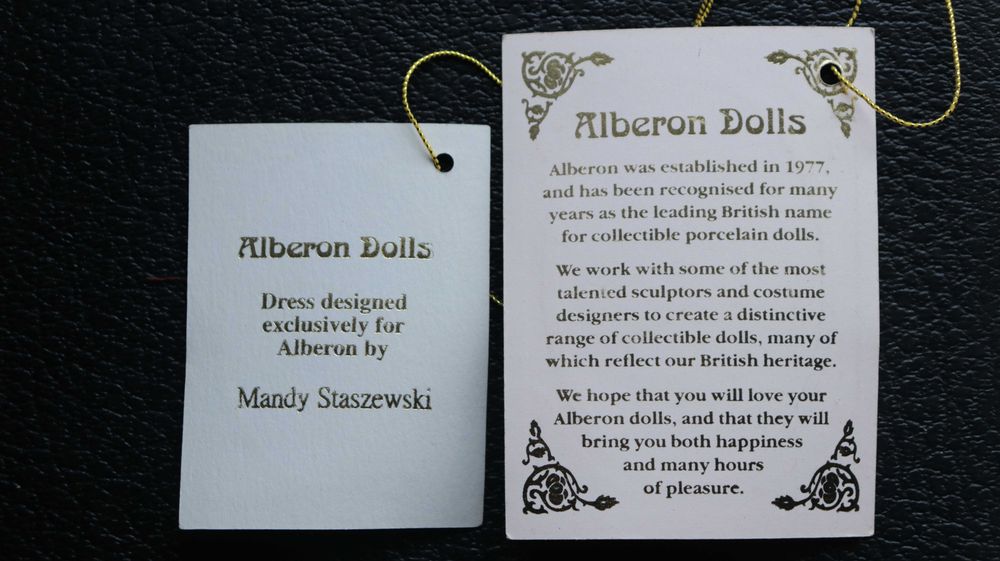 Alberon Dolls
Dress designed
exclusively for
Alberon by
Mandy Staszewski
Alberon Dolls
Alberon was established in 1977,
and has been recognised for many
years as the leading British name
for collectible porcelain dolls.
We work with some of the most
talented sculptors and costume
designers to create a distinctive
range of collectible dolls, many of
which reflect our British heritage.
We hope that you will love your
Alberon dolls, and that they will
bring you both happiness
and many hours
of pleasure.